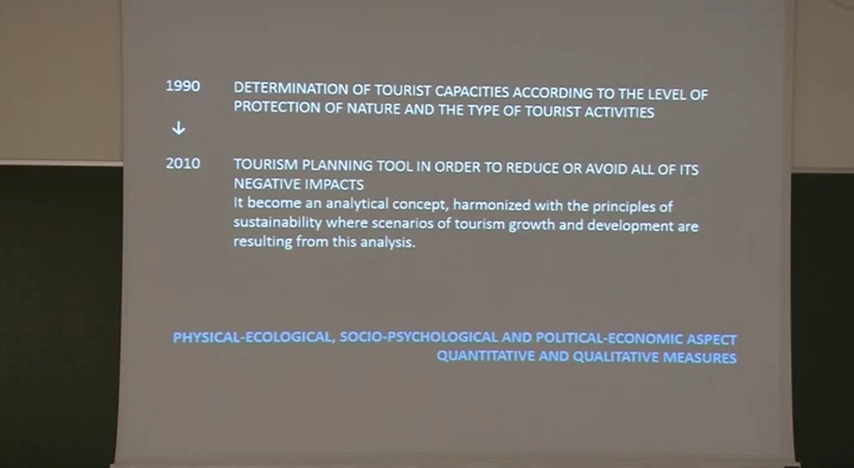 1990 DETERMINATION OF TOURIST CAPACITIES ACCORDING TO THE LEVEL OF
PROTECTION OF NATURE AND THE TYPE OF TOURIST ACTIVITIES
↓
2010 TOURISM PLANNING TOOL IN ORDER TO REDUCE OR AVOID ALL OF ITS
NEGATIVE IMPACTS
It become an analytical concept, harmonized with the principles of
sustainability where scenarios of tourism growth and development are
resulting from this analysis.
PHYSICAL-ECOLOGICAL, SOCIO-PSYCHOLOGICAL AND POLITICAL-ECONOMIC ASPECT
QUANTITATIVE AND QUALITATIVE MEASURES